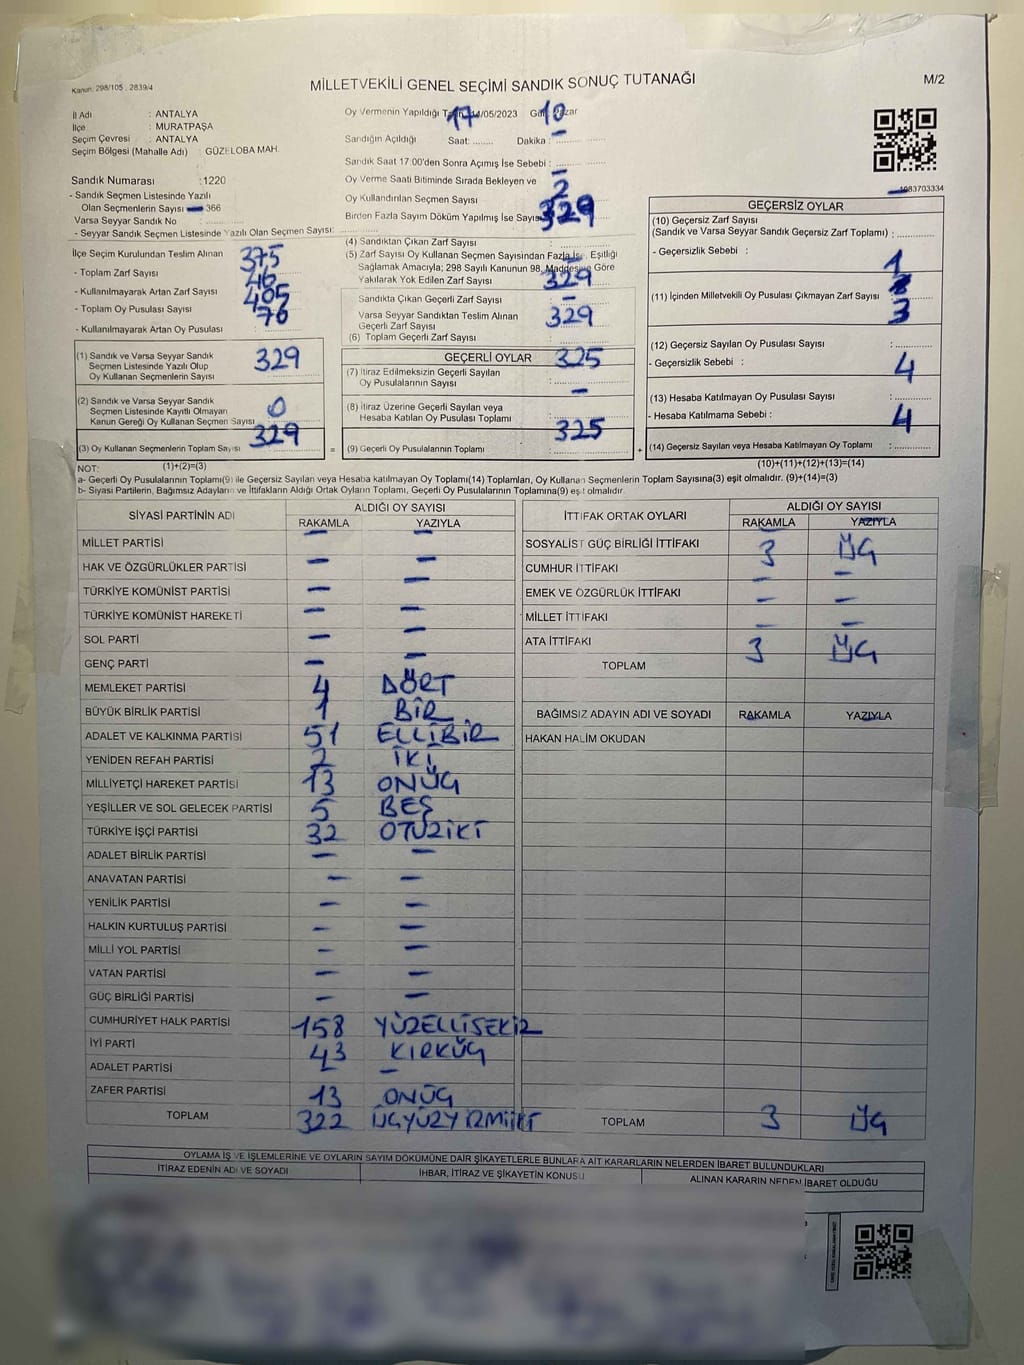 Kanun: 298/105, 2839/4
MİLLETVEKİLİ GENEL SEÇİMİ SANDIK SONUÇ TUTANAĞI
M/2
İl Adı : ANTALYA
İlçe : MURATPAŞA
Seçim Çevresi : ANTALYA
Seçim Bölgesi (Mahalle Adı) : GÜZELOBA MAH.
Sandık Numarası : 1220
- Sandık Seçmen Listesinde Yazılı
Olan Seçmenlerin Sayısı 366
Varsa Seyyar Sandık No
- Seyyar Sandık Seçmen Listesinde Yazılı Olan Seçmen Sayısı:
Oy Vermenin Yapıldığı 14/05/2023
17 10
Sandığın Açıldığı Saat: Dakika: -
Sandık Saat 17.00'den Sonra Açımış İse Sebebi : -
Oy Verme Saati Bitiminde Sırada Bekleyen ve
Oy Kullandırılan Seçmen Sayısı 2
Birden Fazla Sayım Döküm Yapılmış İse Sayısı 329
1083703334
İlçe Seçim Kurulundan Teslim Alınan 375
- Toplam Zarf Sayısı 46
- Kullanılmayarak Artan Zarf Sayısı 405
- Toplam Oy Pusulası Sayısı 76
- Kullanılmayarak Artan Oy Pusulası
(4) Sandıktan Çıkan Zarf Sayısı
(5) Zarf Sayısı Oy Kullanan Seçmen Sayısından Fazla İse, Eşitliği
Sağlamak Amacıyla; 298 Sayılı Kanunun 98. Maddesine Göre
Yakılarak Yok Edilen Zarf Sayısı 329
Sandıkta Çıkan Geçerli Zarf Sayısı -
Varsa Seyyar Sandıktan Teslim Alınan 329
Geçerli Zarf Sayısı
(6) Toplam Geçerli Zarf Sayısı
GEÇERSİZ OYLAR
(10) Geçersiz Zarf Sayısı
(Sandık ve Varsa Seyyar Sandık Geçersiz Zarf Toplamı) :
- Geçersizlik Sebebi : 1
(11) İçinden Milletvekili Oy Pusulası Çıkmayan Zarf Sayısı 3
(12) Geçersiz Sayılan Oy Pusulası Sayısı
- Geçersizlik Sebebi : 4
(13) Hesaba Katılmayan Oy Pusulası Sayısı
- Hesaba Katılmama Sebebi : 4
(14) Geçersiz Sayılan veya Hesaba Katılmayan Oy Toplamı
(1) Sandık ve Varsa Seyyar Sandık 329
Seçmen Listesinde Yazılı Olup
Oy Kullanan Seçmenlerin Sayısı
(2) Sandık ve Varsa Seyyar Sandık
Seçmen Listesinde Kayıtlı Olmayan 0
Kanun Gereği Oy Kullanan Seçmen Sayısı
(3) Oy Kullanan Seçmenlerin Toplam Sayısı 329
=
GEÇERLİ OYLAR 325
(7) İtiraz Edilmeksizin Geçerli Sayılan
Oy Pusulalarının Sayısı -
(8) İtiraz Üzerine Geçerli Sayılan veya
Hesaba Katılan Oy Pusulası Toplamı 325
(9) Geçerli Oy Pusulalarının Toplamı
+
NOT: (1)+(2)=(3) (10)+(11)+(12)+(13)=(14)
a- Geçerli Oy Pusulalarının Toplamı(9) ile Geçersiz Sayılan veya Hesaba katılmayan Oy Toplamı(14) Toplamları, Oy Kullanan Seçmenlerin Toplam Sayısına(3) eşit olmalıdır. (9)+(14)=(3)
b- Siyasi Partilerin, Bağımsız Adayların ve İttifakların Aldığı Ortak Oyların Toplamı, Geçerli Oy Pusulalarının Toplamına(9) eşit olmalıdır.
SİYASİ PARTİNİN ADI ALDIĞI OY SAYISI
RAKAMLA YAZIYLA
MİLLET PARTİSİ - -
HAK VE ÖZGÜRLÜKLER PARTİSİ - -
TÜRKİYE KOMÜNİST PARTİSİ - -
TÜRKİYE KOMÜNİST HAREKETİ - -
SOL PARTİ - -
GENÇ PARTİ - -
MEMLEKET PARTİSİ 4 DÖRT
BÜYÜK BİRLİK PARTİSİ 1 BİR
ADALET VE KALKINMA PARTİSİ 51 ELLİBİR
YENİDEN REFAH PARTİSİ 2 İKİ
MİLLİYETÇİ HAREKET PARTİSİ 13 ONÜÇ
YEŞİLLER VE SOL GELECEK PARTİSİ 5 BEŞ
TÜRKİYE İŞÇİ PARTİSİ 32 OTUZİKİ
ADALET BİRLİK PARTİSİ - -
ANAVATAN PARTİSİ - -
YENİLİK PARTİSİ - -
HALKIN KURTULUŞ PARTİSİ - -
MİLLİ YOL PARTİSİ - -
VATAN PARTİSİ - -
GÜÇ BİRLİĞİ PARTİSİ - -
CUMHURİYET HALK PARTİSİ 158 YÜZELLİSEKİZ
İYİ PARTİ 43 KIRKÜÇ
ADALET PARTİSİ - -
ZAFER PARTİSİ 13 ONÜÇ
TOPLAM 322 ÜÇYÜZYİRMİİKİ
İTTİFAK ORTAK OYLARI ALDIĞI OY SAYISI
RAKAMLA YAZIYLA
SOSYALİST GÜÇ BİRLİĞİ İTTİFAKI 3 ÜÇ
CUMHUR İTTİFAKI - -
EMEK VE ÖZGÜRLÜK İTTİFAKI - -
MİLLET İTTİFAKI - -
ATA İTTİFAKI 3 ÜÇ
TOPLAM
BAĞIMSIZ ADAYIN ADI VE SOYADI RAKAMLA YAZIYLA
HAKAN HALİM OKUDAN
TOPLAM 3 ÜÇ
OYLAMA İŞ VE İŞLEMLERİNE VE OYLARIN SAYIM DÖKÜMÜNE DAİR ŞİKAYETLERLE BUNLARA AİT KARARLARIN NELERDEN İBARET BULUNDUKLARI
İTİRAZ EDENİN ADI VE SOYADI İHBAR, İTİRAZ VE ŞİKAYETİN KONUSU ALINAN KARARIN NEDEN İBARET OLDUĞU